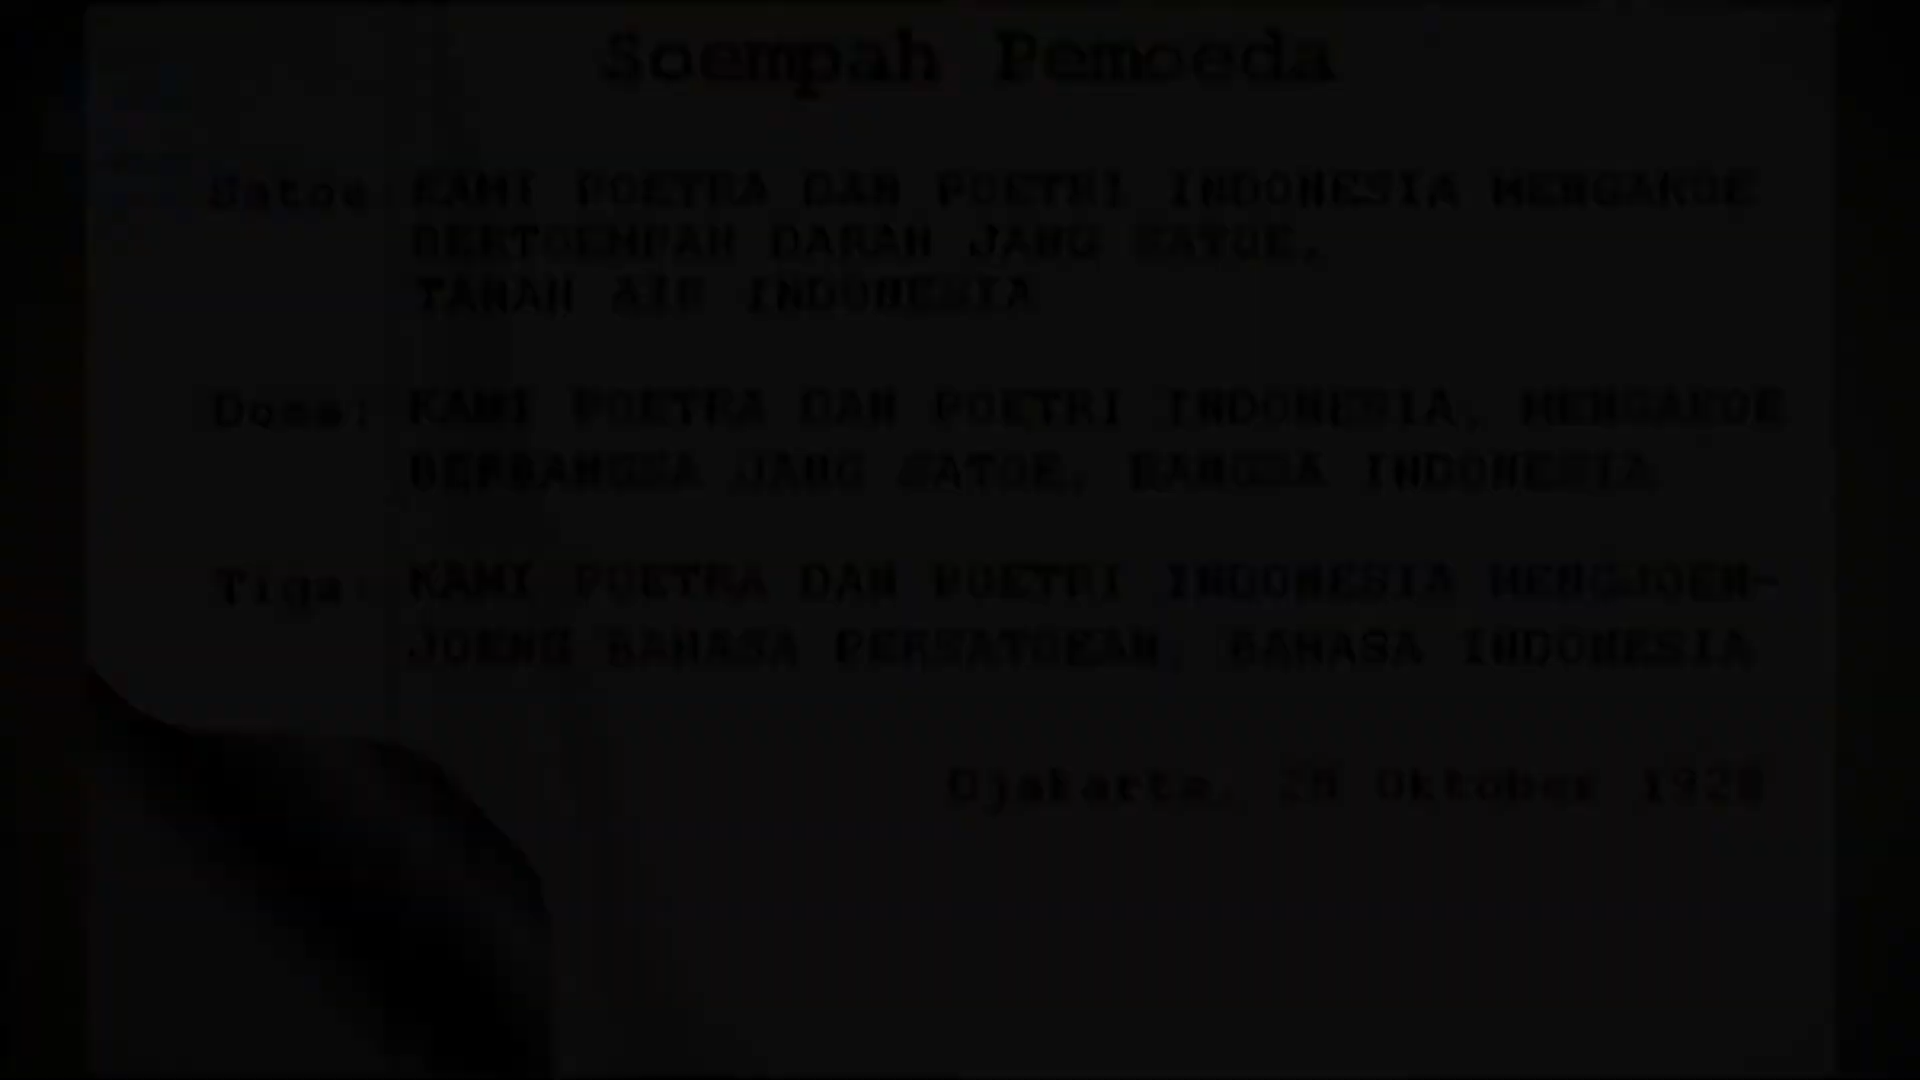 Soempah Pemoeda
Satoe: KAMI POETRA DAN POETRI INDONESIA MENGAKOE
BERTOEMPAH DARAH JANG SATOE,
TANAH AIR INDONESIA
Doea: KAMI POETRA DAN POETRI INDONESIA, MENGAKOE
BERBANGSA JANG SATOE, BANGSA INDONESIA
Tiga: KAMI POETRA DAN POETRI INDONESIA MENGJOEN-
JOENG BAHASA PERSATOEAN, BAHASA INDONESIA
Djakarta, 28 Oktober 1928